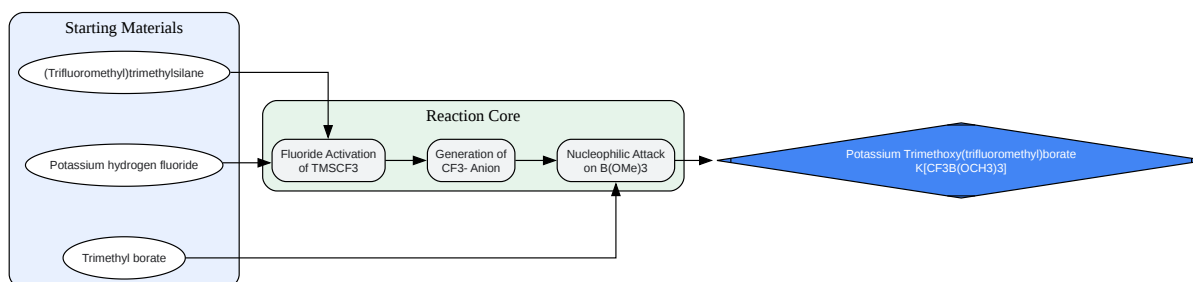 Starting Materials
(Trifluoromethyl)trimethylsilane
Potassium hydrogen fluoride
Trimethyl borate
Reaction Core
Fluoride Activation
of TMSCF3
Generation of
CF3- Anion
Nucleophilic Attack
on B(OMe)3
Potassium Trimethoxy(trifluoromethyl)borate
K[CF3B(OCH3)3]